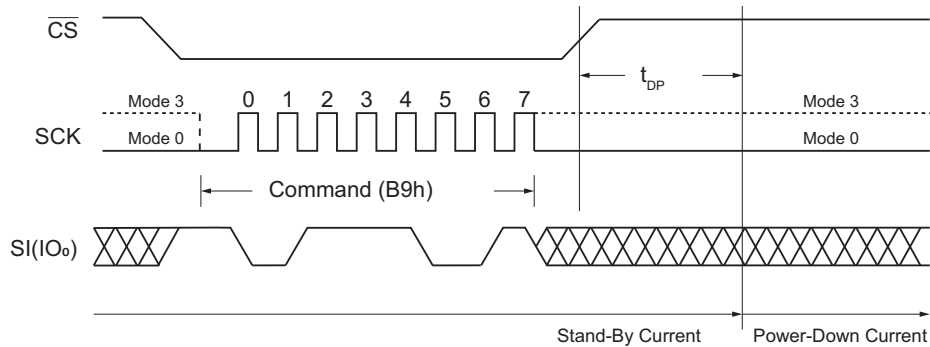 CS
t_DP
0 1 2 3 4 5 6 7
Mode 3 Mode 3
SCK
Mode 0 Mode 0
Command (B9h)
SI(IO₀)
Stand-By Current Power-Down Current